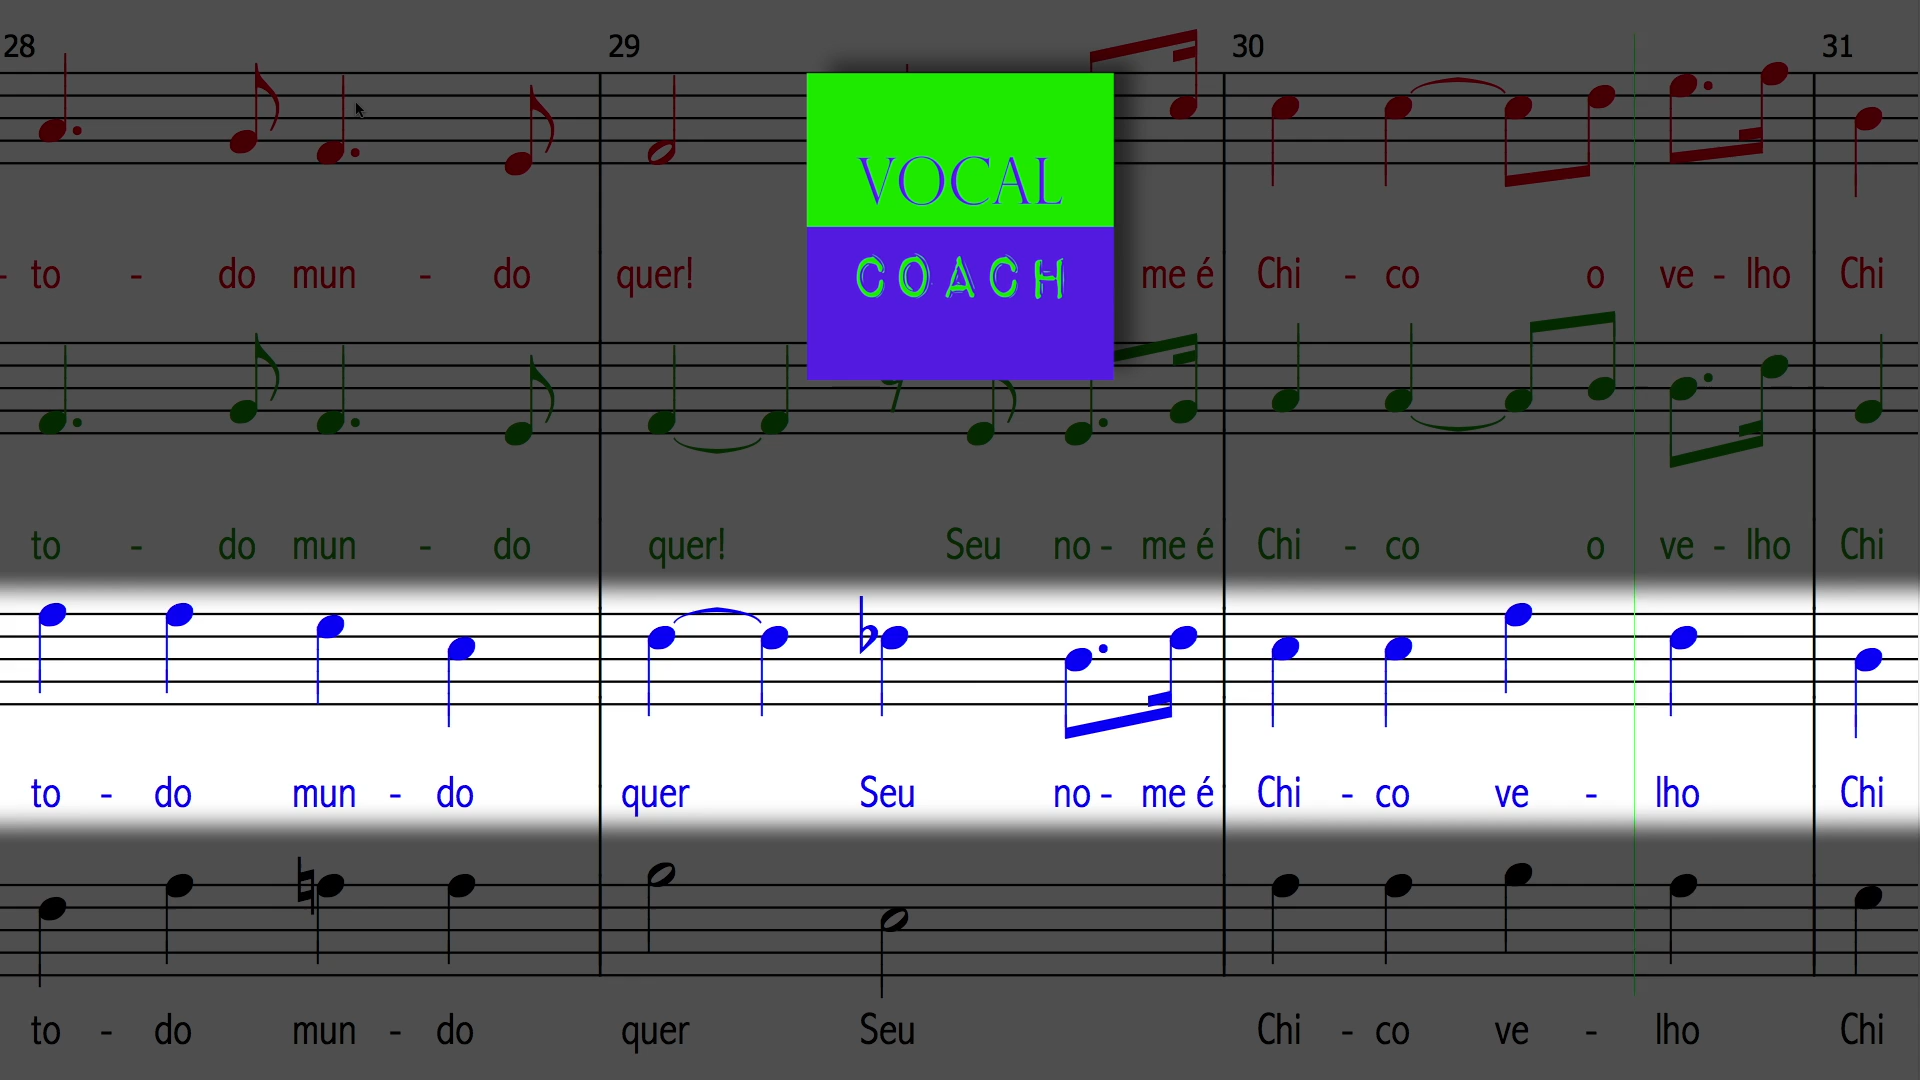 28 29 30 31
VOCAL
COACH
- to - do mun - do quer! me é Chi - co o ve - lho Chi
to - do mun - do quer! Seu no - me é Chi - co o ve - lho Chi
to - do mun - do quer Seu no - me é Chi - co ve - lho Chi
to - do mun - do quer Seu Chi - co ve - lho Chi